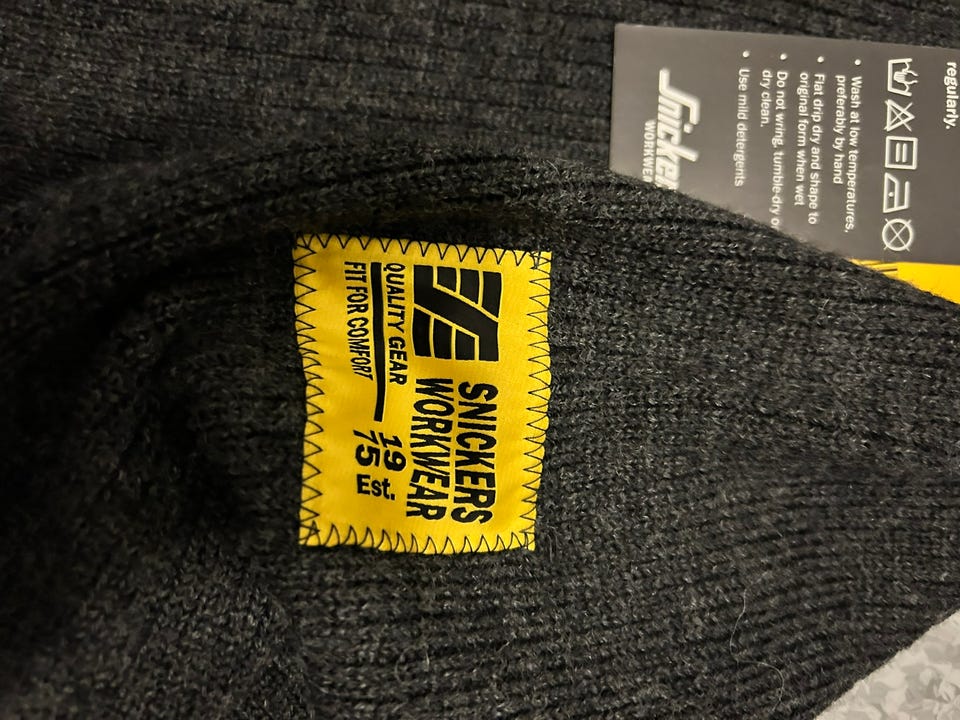 SNICKERS
WORKWEAR
QUALITY GEAR
FIT FOR COMFORT
19
75
Est.
regularly.
• Wash at low temperatures,
preferably by hand
• Flat drip dry and shape to
original form when wet
• Do not wring, tumble-dry
dry clean.
• Use mild detergents